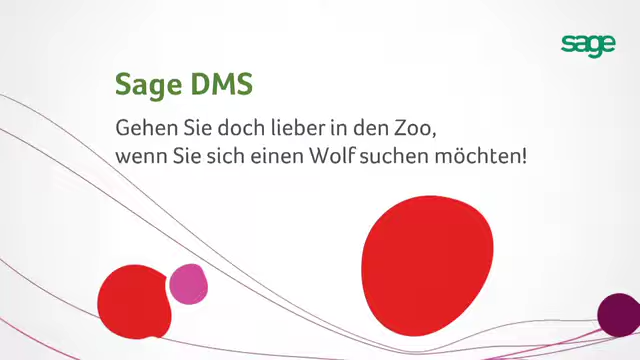 sage
Sage DMS
Gehen Sie doch lieber in den Zoo,
wenn Sie sich einen Wolf suchen möchten!